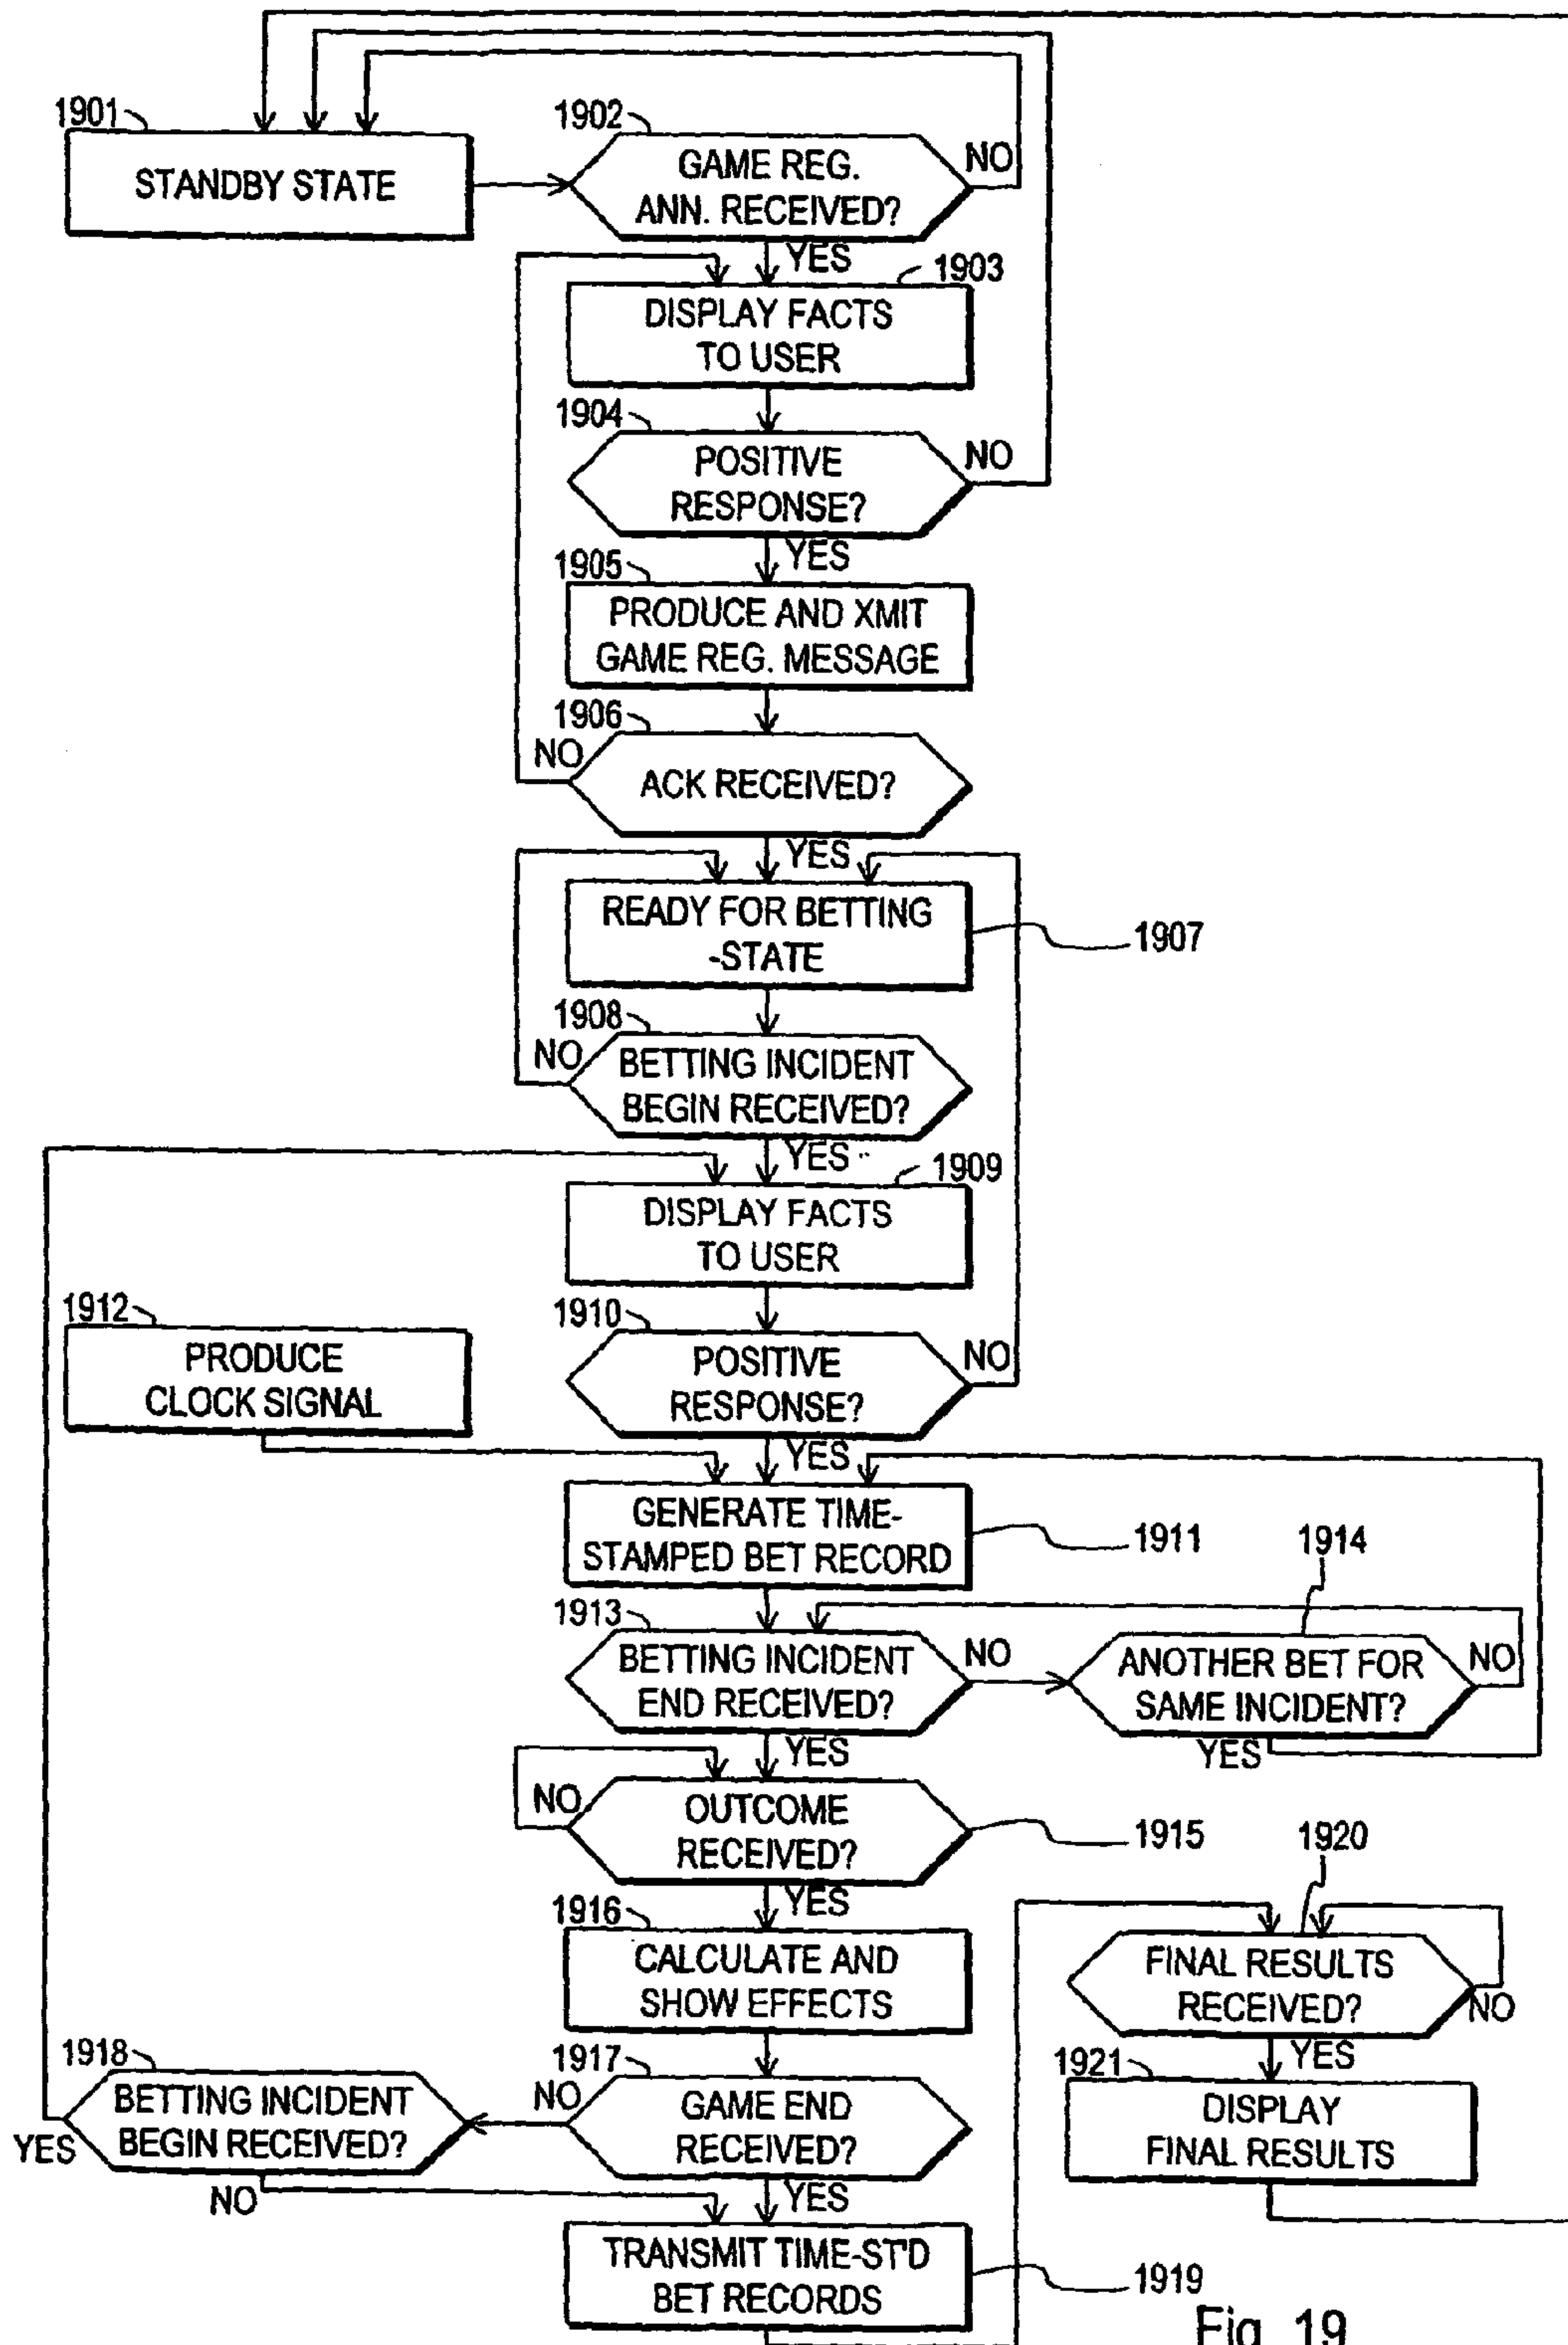 1901
STANDBY STATE
1902
GAME REG.
ANN. RECEIVED?
NO
YES
1903
DISPLAY FACTS
TO USER
1904
POSITIVE
RESPONSE?
NO
YES
1905
PRODUCE AND XMIT
GAME REG. MESSAGE
1906
NO
ACK RECEIVED?
YES
READY FOR BETTING
-STATE
1907
1908
NO
BETTING INCIDENT
BEGIN RECEIVED?
YES
1909
DISPLAY FACTS
TO USER
1912
PRODUCE
CLOCK SIGNAL
1910
POSITIVE
RESPONSE?
NO
YES
GENERATE TIME-
STAMPED BET RECORD
1911
1914
1913
BETTING INCIDENT
END RECEIVED?
NO
ANOTHER BET FOR
SAME INCIDENT?
NO
YES
YES
NO
OUTCOME
RECEIVED?
1915
1920
YES
1916
CALCULATE AND
SHOW EFFECTS
FINAL RESULTS
RECEIVED?
NO
YES
1918
BETTING INCIDENT
BEGIN RECEIVED?
YES
NO
1917
NO
GAME END
RECEIVED?
YES
1921
DISPLAY
FINAL RESULTS
TRANSMIT TIME-ST'D
BET RECORDS
1919
Fig. 19